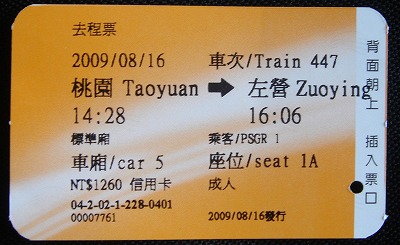 去程票
2009/08/16 車次/Train 447
桃園 Taoyuan ➡ 左營 Zuoying
14:28 16:06
標準廂 乘客/PSGR 1
車廂/car 5 座位/seat 1A
NT$1260 信用卡 成人
04-2-02-1-228-0401
00007761 2009/08/16發行
背面朝上 插入票口